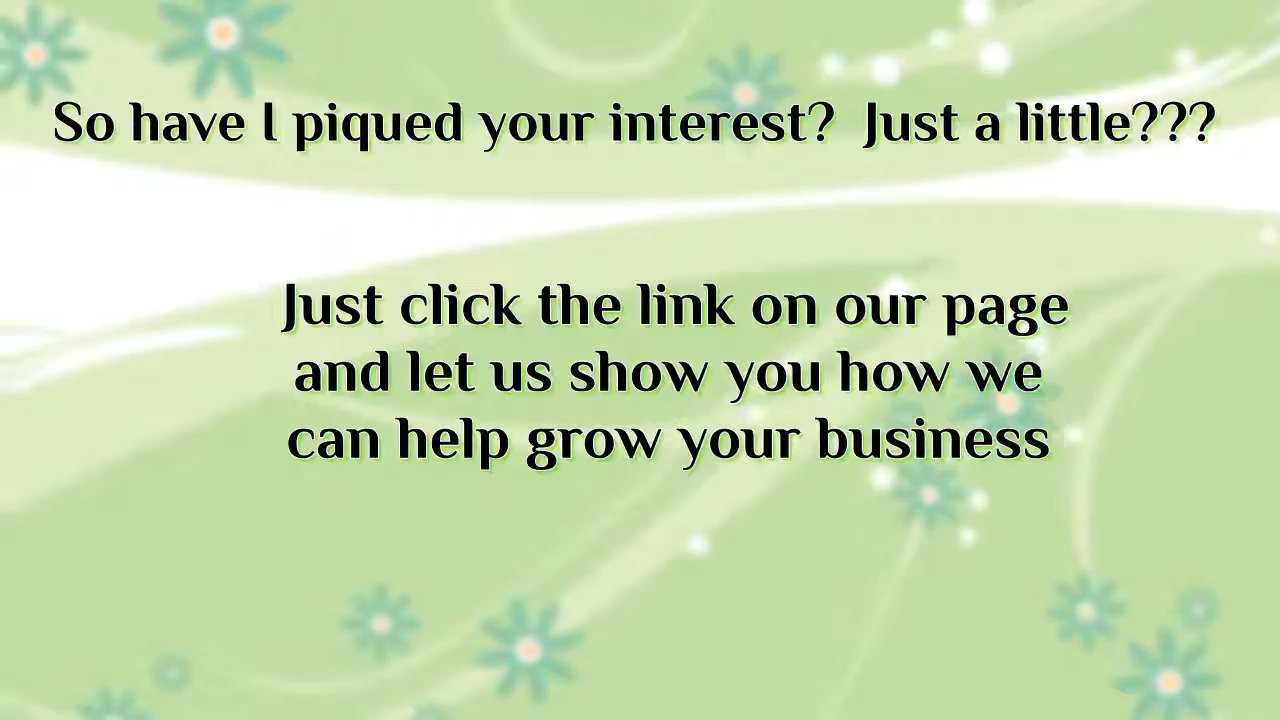 So have I piqued your interest?  Just a little???
Just click the link on our page
and let us show you how we
can help grow your business